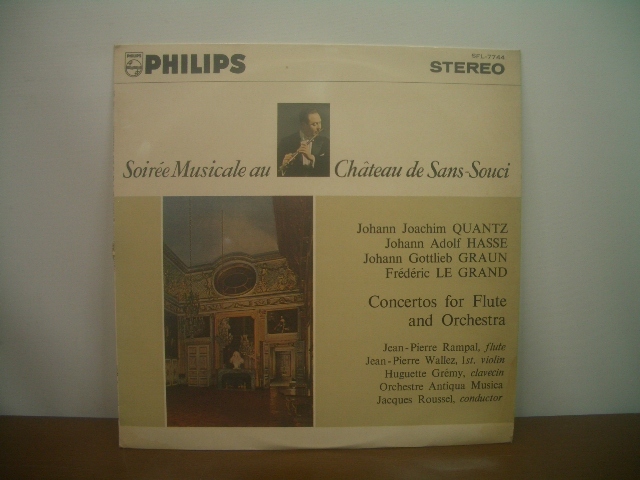 PHILIPS
PHILIPS
SFL-7744
STEREO
Soirée Musicale au Château de Sans-Souci
Johann Joachim QUANTZ
Johann Adolf HASSE
Johann Gottlieb GRAUN
Frédéric LE GRAND
Concertos for Flute
and Orchestra
Jean-Pierre Rampal, flute
Jean-Pierre Wallez, 1st. violin
Huguette Grémy, clavecin
Orchestre Antiqua Musica
Jacques Roussel, conductor